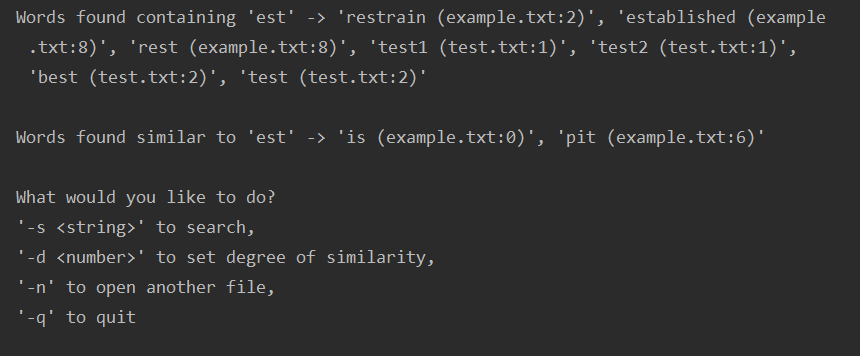 Words found containing 'est' -> 'restrain (example.txt:2)', 'established (example
.txt:8)', 'rest (example.txt:8)', 'test1 (test.txt:1)', 'test2 (test.txt:1)',
'best (test.txt:2)', 'test (test.txt:2)'
Words found similar to 'est' -> 'is (example.txt:0)', 'pit (example.txt:6)'
What would you like to do?
'-s <string>' to search,
'-d <number>' to set degree of similarity,
'-n' to open another file,
'-q' to quit